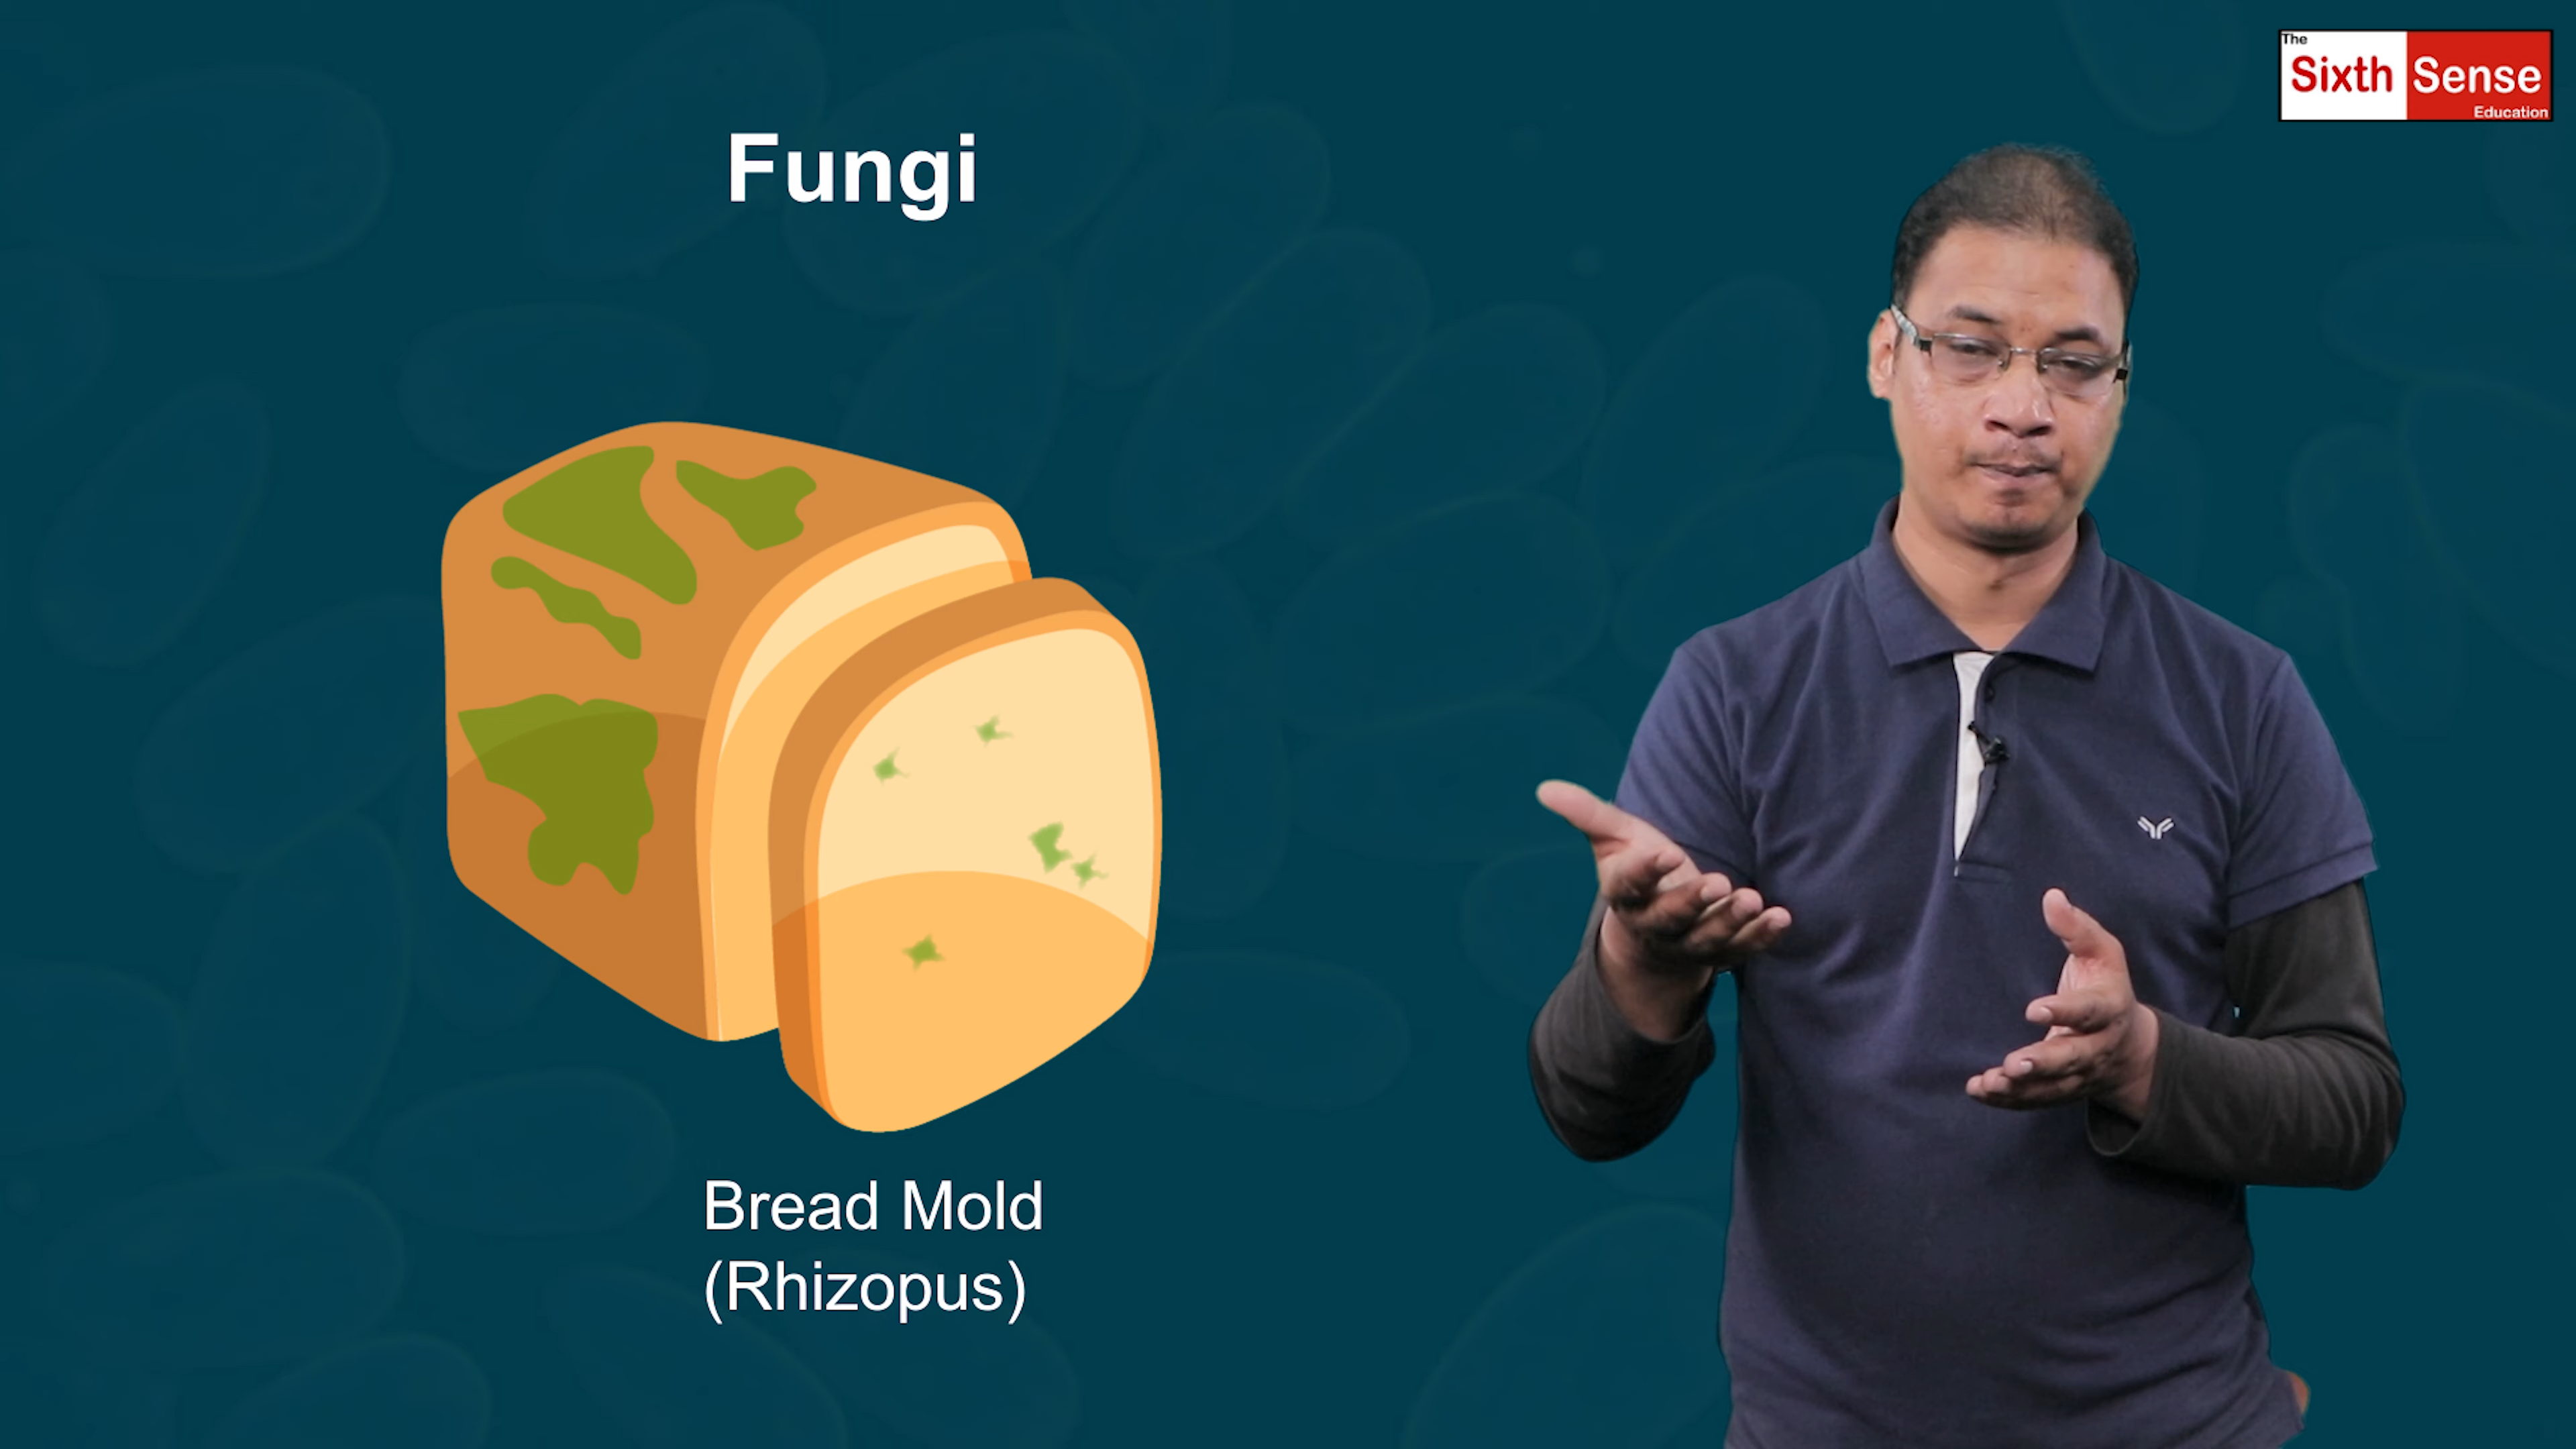 The
Sixth Sense
Education
Fungi
Bread Mold
(Rhizopus)